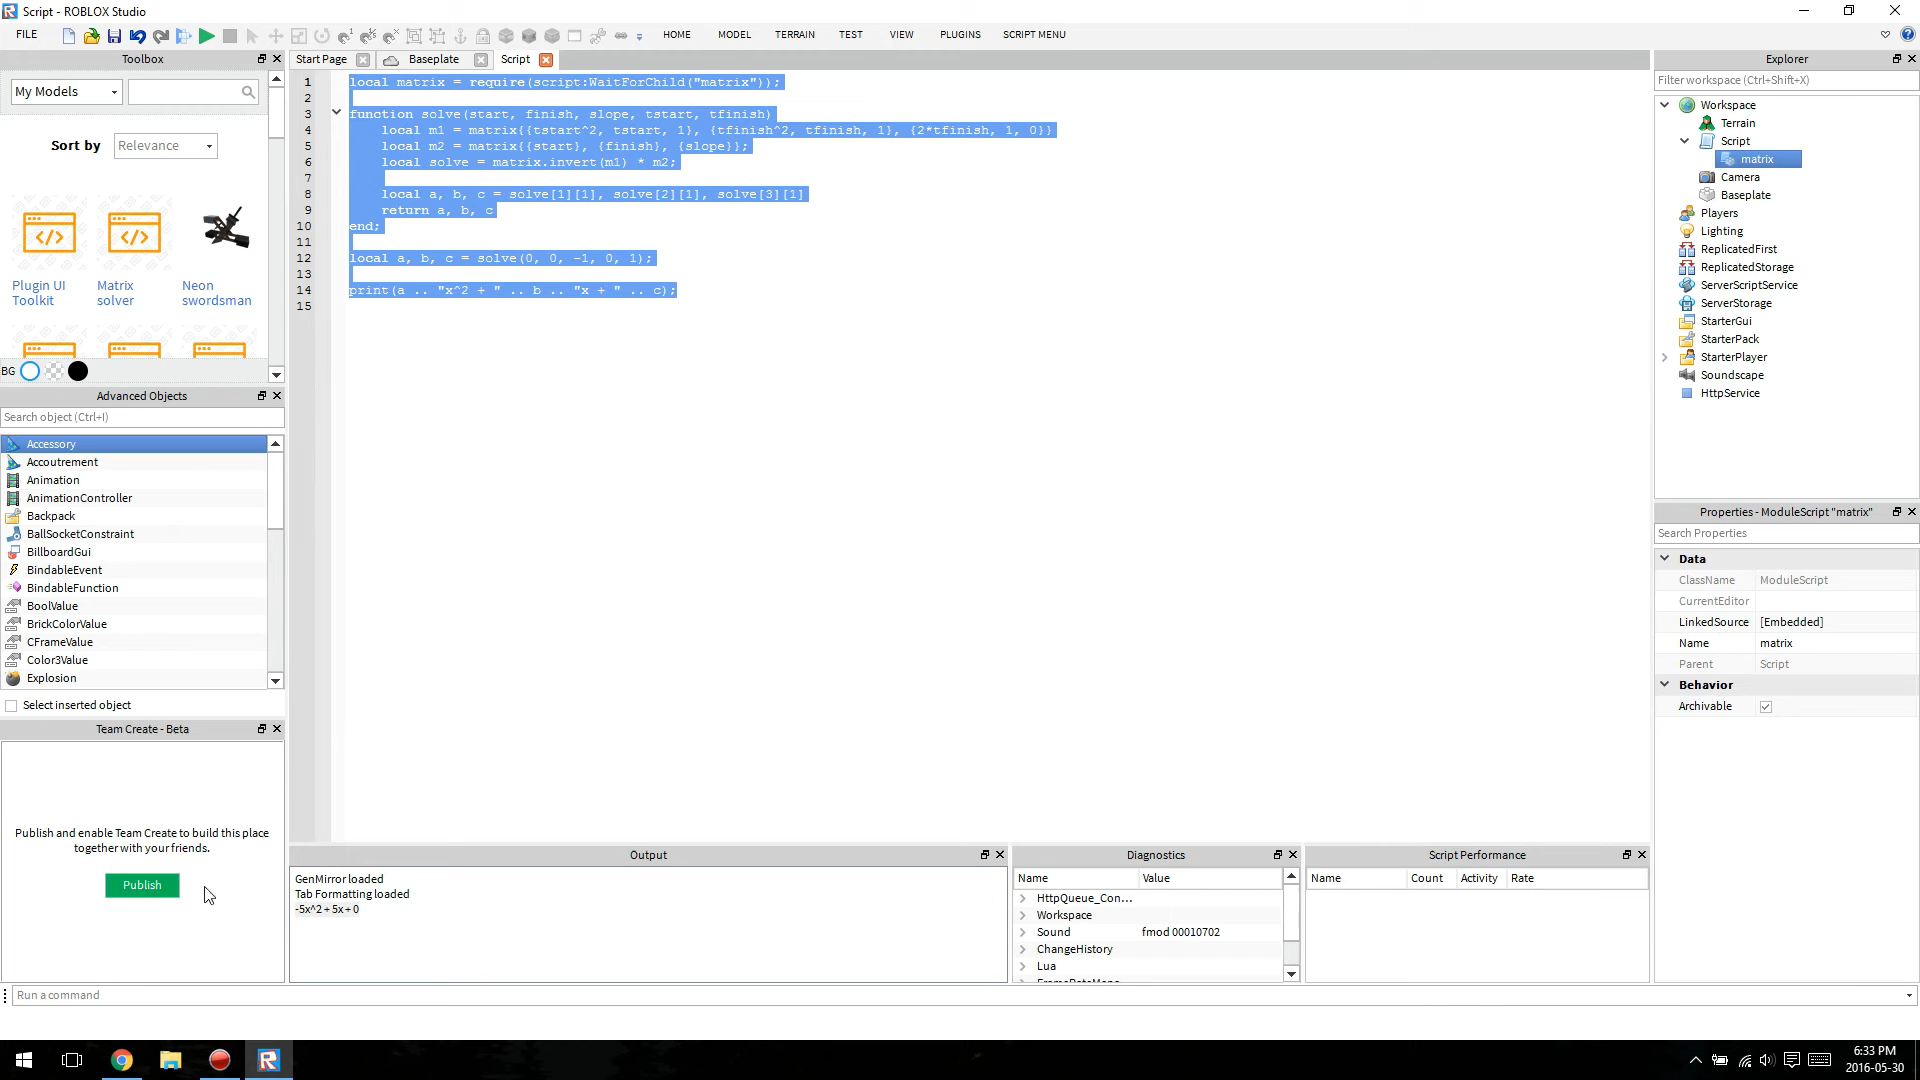 Script - ROBLOX Studio
FILE
HOME
MODEL
TERRAIN
TEST
VIEW
PLUGINS
SCRIPT MENU
Toolbox
My Models
Sort by
Relevance
Plugin UI Toolkit
Matrix solver
Neon swordsman
BG
Advanced Objects
Search object (Ctrl+I)
Accessory
Accoutrement
Animation
AnimationController
Backpack
BallSocketConstraint
BillboardGui
BindableEvent
BindableFunction
BoolValue
BrickColorValue
CFrameValue
Color3Value
Explosion
Select inserted object
Team Create - Beta
Publish and enable Team Create to build this place
together with your friends.
Publish
Start Page
Baseplate
Script
1 local matrix = require(script:WaitForChild("matrix"));
2
3 function solve(start, finish, slope, tstart, tfinish)
4 local m1 = matrix{{tstart^2, tstart, 1}, {tfinish^2, tfinish, 1}, {2*tfinish, 1, 0}}
5 local m2 = matrix{{start}, {finish}, {slope}};
6 local solve = matrix.invert(m1) * m2;
7
8 local a, b, c = solve[1][1], solve[2][1], solve[3][1]
9 return a, b, c
10 end;
11
12 local a, b, c = solve(0, 0, -1, 0, 1);
13
14 print(a .. "x^2 + " .. b .. "x + " .. c);
15
Output
GenMirror loaded
Tab Formatting loaded
-5x^2 + 5x + 0
Diagnostics
Name Value
HttpQueue_Con...
Workspace
Sound fmod 00010702
ChangeHistory
Lua
Script Performance
Name Count Activity Rate
Explorer
Filter workspace (Ctrl+Shift+X)
Workspace
Terrain
Script
matrix
Camera
Baseplate
Players
Lighting
ReplicatedFirst
ReplicatedStorage
ServerScriptService
ServerStorage
StarterGui
StarterPack
StarterPlayer
Soundscape
HttpService
Properties - ModuleScript "matrix"
Search Properties
Data
ClassName ModuleScript
CurrentEditor
LinkedSource [Embedded]
Name matrix
Parent Script
Behavior
Archivable
Run a command
6:33 PM
2016-05-30